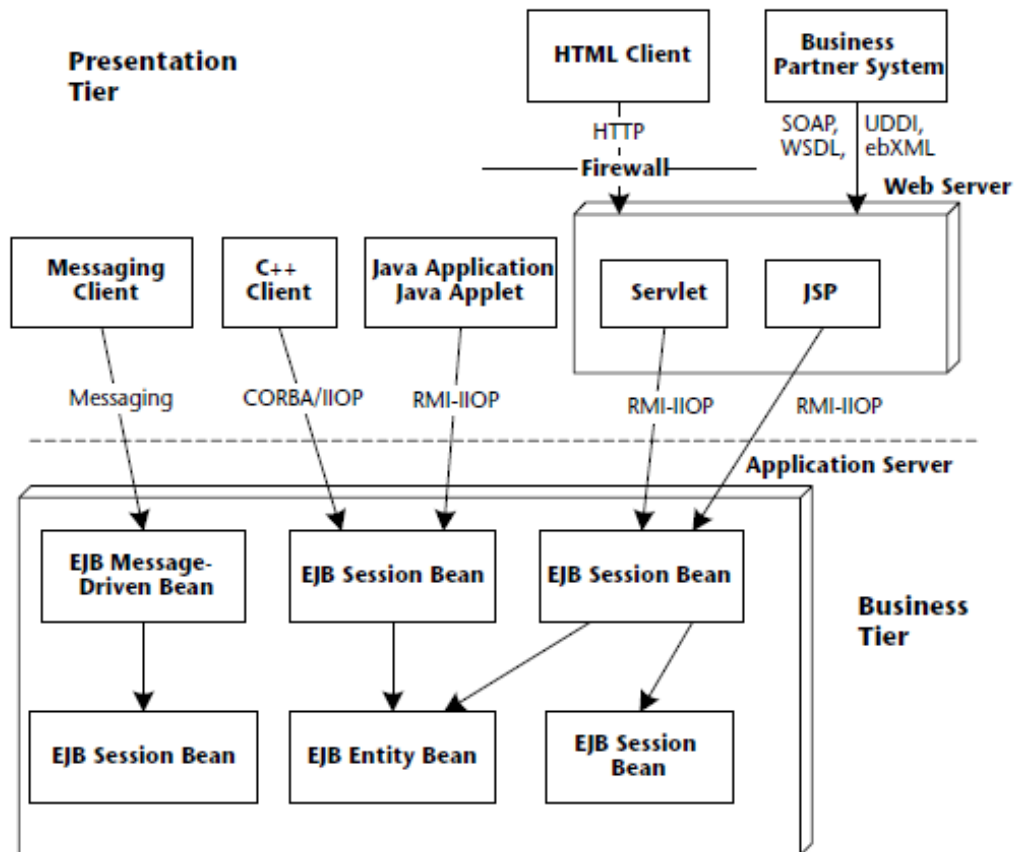 Presentation
Tier
HTML Client
Business
Partner System
HTTP
SOAP,
WSDL,
UDDI,
ebXML
Firewall
Web Server
Messaging
Client
C++
Client
Java Application
Java Applet
Servlet
JSP
Messaging
CORBA/IIOP
RMI-IIOP
RMI-IIOP
RMI-IIOP
Application Server
EJB Message-
Driven Bean
EJB Session Bean
EJB Session Bean
Business
Tier
EJB Session Bean
EJB Entity Bean
EJB Session
Bean